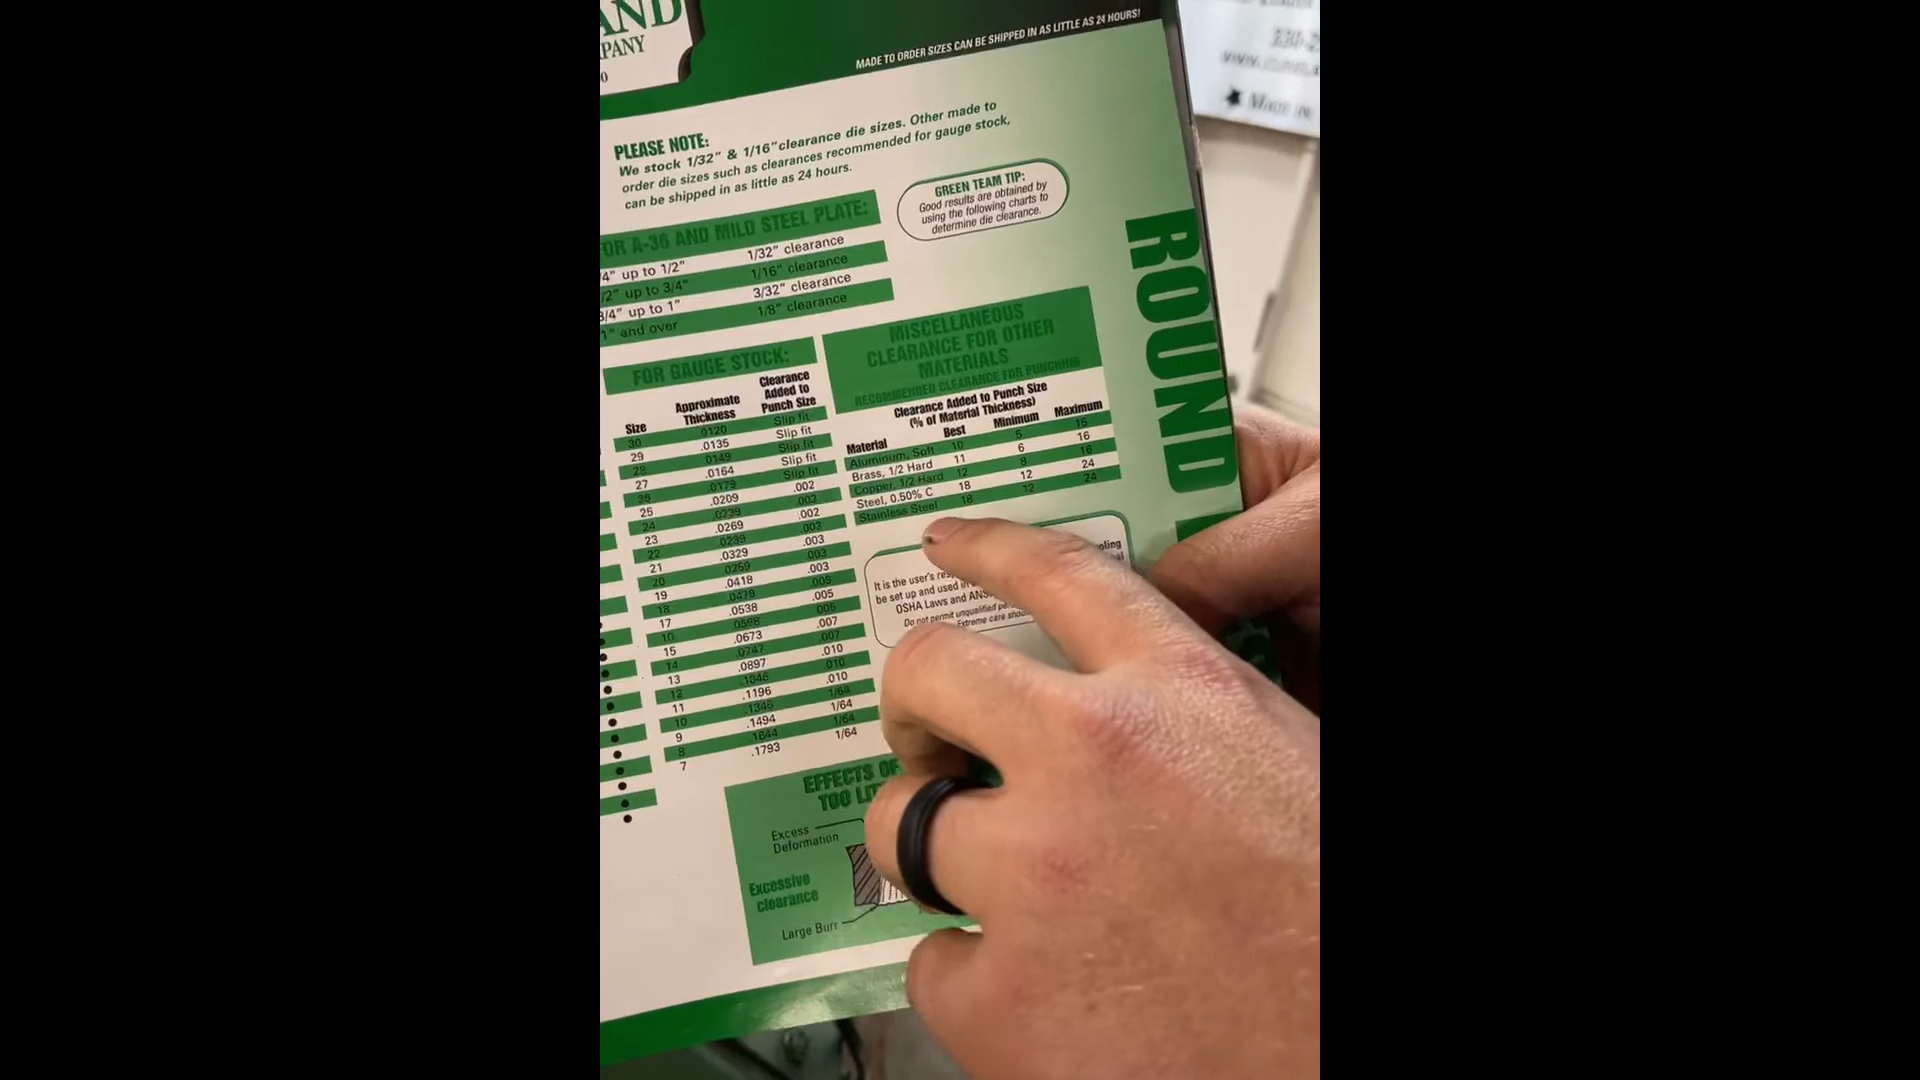 AND
PANY
0
MADE TO ORDER SIZES CAN BE SHIPPED IN AS LITTLE AS 24 HOURS!
PLEASE NOTE:
We stock 1/32" & 1/16" clearance die sizes. Other made to
order die sizes such as clearances recommended for gauge stock,
can be shipped in as little as 24 hours.
GREEN TEAM TIP:
Good results are obtained by
using the following charts to
determine die clearance.
OR A-36 AND MILD STEEL PLATE:
4" up to 1/2" 1/32" clearance
/2" up to 3/4" 1/16" clearance
3/4" up to 1" 3/32" clearance
1" and over 1/8" clearance
ROUND
FOR GAUGE STOCK:
Size Approximate Thickness Clearance Added to Punch Size
30 .0120 Slip fit
29 .0135 Slip fit
28 .0149 Slip fit
27 .0164 Slip fit
.0179 Slip fit
25 .0209 .002
24 .0239 .002
23 .0269 .002
22 .003
21 .0329 .003
20 .003
19 .0418 .003
18 .0478 .005
17 .0538 .005
.0598 .005
15 .0673 .007
14 .0747 .007
13 .0897 .010
12 .1046 .010
11 .1196 .010
10 .1345 1/64
9 .1494 1/64
8 .1644 1/64
7 .1793 1/64
MISCELLANEOUS
CLEARANCE FOR OTHER
MATERIALS
RECOMMENDED CLEARANCE FOR PUNCHING
Clearance Added to Punch Size
(% of Material Thickness)
Material Best Minimum Maximum
Aluminum, Soft 10 5 15
Brass, 1/2 Hard 11 6 16
Copper, 1/2 Hard 12 8 16
Steel, 0.50% C 18 12 24
Stainless Steel 18 12 24
It is the user's
be set up and used in
OSHA Laws and
Do not permit unqualified
Extreme care
EFFECTS OF
TOO
Excess
Deformation
Excessive
clearance
Large Burr
www.
Made